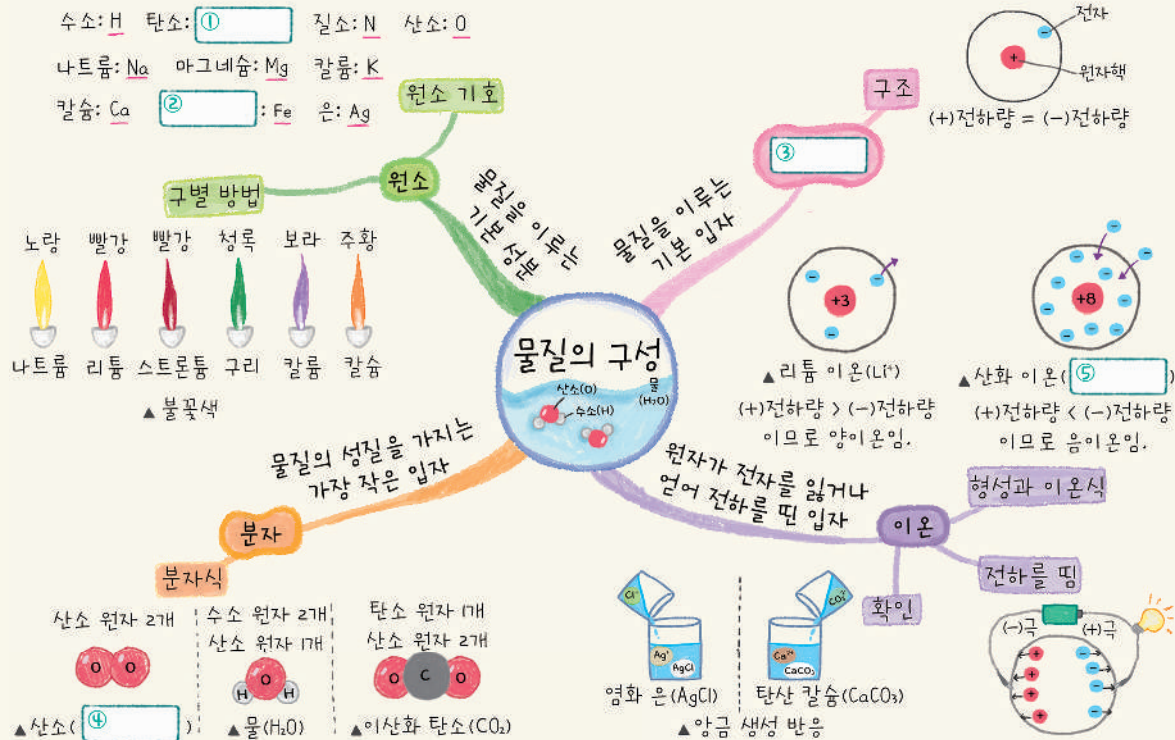 수소: H 탄소: ① 질소: N 산소: O
나트륨: Na 마그네슘: Mg 칼륨: K
칼슘: Ca ② : Fe 은: Ag
원소 기호
원소
구별 방법
물질을 이루는
기본 성분
노랑 빨강 빨강 청록 보라 주황
나트륨 리튬 스트론튬 구리 칼륨 칼슘
▲ 불꽃색
구조
③
물질을 이루는
기본 입자
전자
-
+
원자핵
(+)전하량 = (-)전하량
물질의 구성
산소(O)
수소(H)
물
(H₂O)
+3
- - -
▲ 리튬 이온(Li⁺)
(+)전하량 > (-)전하량
이므로 양이온임.
+8
- - - - - - - - - -
▲ 산화 이온( ⑤ )
(+)전하량 < (-)전하량
이므로 음이온임.
물질의 성질을 가지는
가장 작은 입자
분자
분자식
산소 원자 2개
O O
▲ 산소( ④ )
수소 원자 2개
산소 원자 1개
O
H H
▲ 물(H₂O)
탄소 원자 1개
산소 원자 2개
O C O
▲ 이산화 탄소(CO₂)
원자가 전자를 잃거나
얻어 전하를 띤 입자
이온
형성과 이온식
전하를 띰
확인
Cl⁻
Ag⁺
AgCl
염화 은(AgCl)
CO₃²⁻
Ca²⁺
CaCO₃
탄산 칼슘(CaCO₃)
▲ 앙금 생성 반응
(-)극 (+)극
+ -
+ -
+ -
+ -